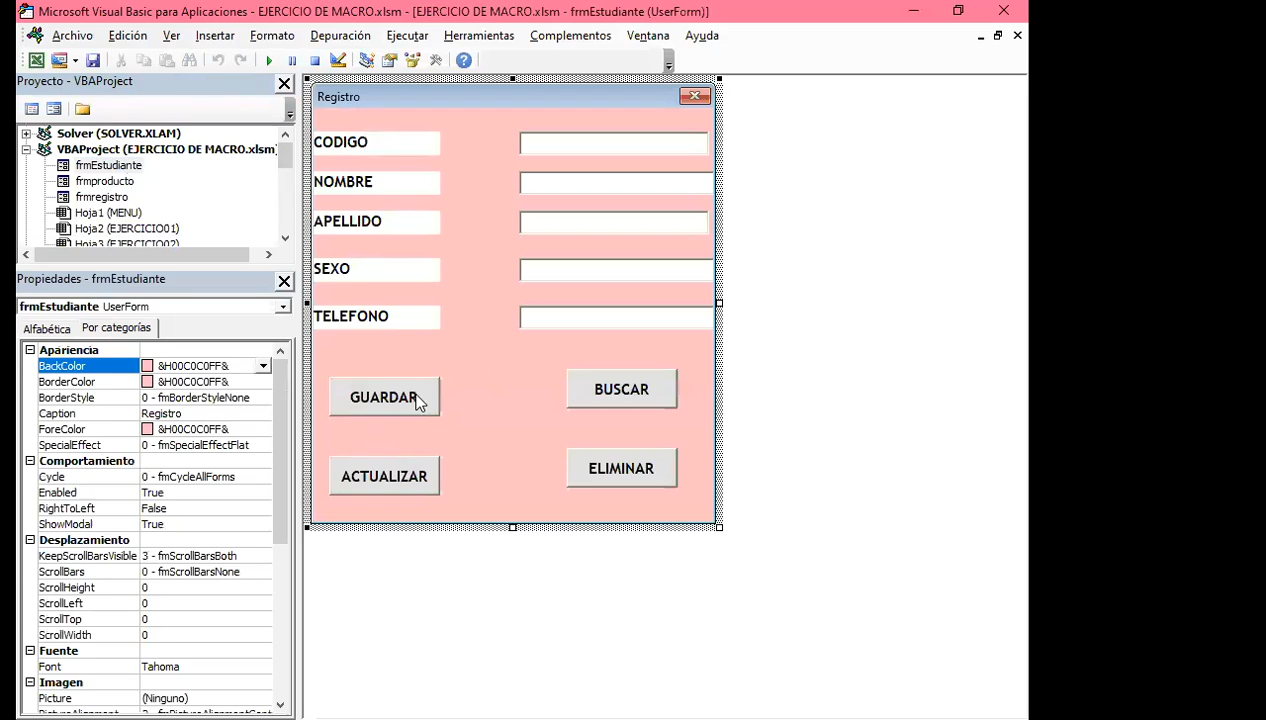 Microsoft Visual Basic para Aplicaciones - EJERCICIO DE MACRO.xlsm - [EJERCICIO DE MACRO.xlsm - frmEstudiante (UserForm)]
Archivo Edición Ver Insertar Formato Depuración Ejecutar Herramientas Complementos Ventana Ayuda
Proyecto - VBAProject
Solver (SOLVER.XLAM)
VBAProject (EJERCICIO DE MACRO.xlsm)
frmEstudiante
frmproducto
frmregistro
Hoja1 (MENU)
Hoja2 (EJERCICIO01)
Hoja3 (EJERCICIO02)
Propiedades - frmEstudiante
frmEstudiante UserForm
Alfabética Por categorías
Apariencia
BackColor &H00C0C0FF&
BorderColor &H00C0C0FF&
BorderStyle 0 - fmBorderStyleNone
Caption Registro
ForeColor &H00C0C0FF&
SpecialEffect 0 - fmSpecialEffectFlat
Comportamiento
Cycle 0 - fmCycleAllForms
Enabled True
RightToLeft False
ShowModal True
Desplazamiento
KeepScrollBarsVisible 3 - fmScrollBarsBoth
ScrollBars 0 - fmScrollBarsNone
ScrollHeight 0
ScrollLeft 0
ScrollTop 0
ScrollWidth 0
Fuente
Font Tahoma
Imagen
Picture (Ninguno)
Registro
CODIGO
NOMBRE
APELLIDO
SEXO
TELEFONO
GUARDAR BUSCAR
ACTUALIZAR ELIMINAR